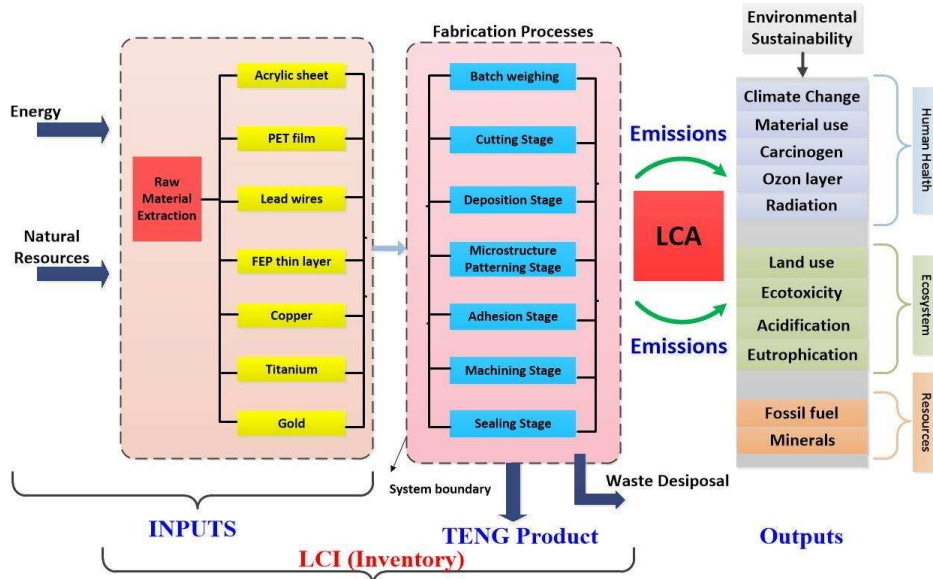 Energy
Natural
Resources
Raw
Material
Extraction
Acrylic sheet
PET film
Lead wires
FEP thin layer
Copper
Titanium
Gold
Fabrication Processes
Batch weighing
Cutting Stage
Deposition Stage
Microstructure
Patterning Stage
Adhesion Stage
Machining Stage
Sealing Stage
System boundary
Waste Desiposal
Emissions
LCA
Emissions
Environmental
Sustainability
Climate Change
Material use
Carcinogen
Ozon layer
Radiation
Human Health
Land use
Ecotoxicity
Acidification
Eutrophication
Ecosystem
Fossil fuel
Minerals
Resources
INPUTS
TENG Product
Outputs
LCI (Inventory)